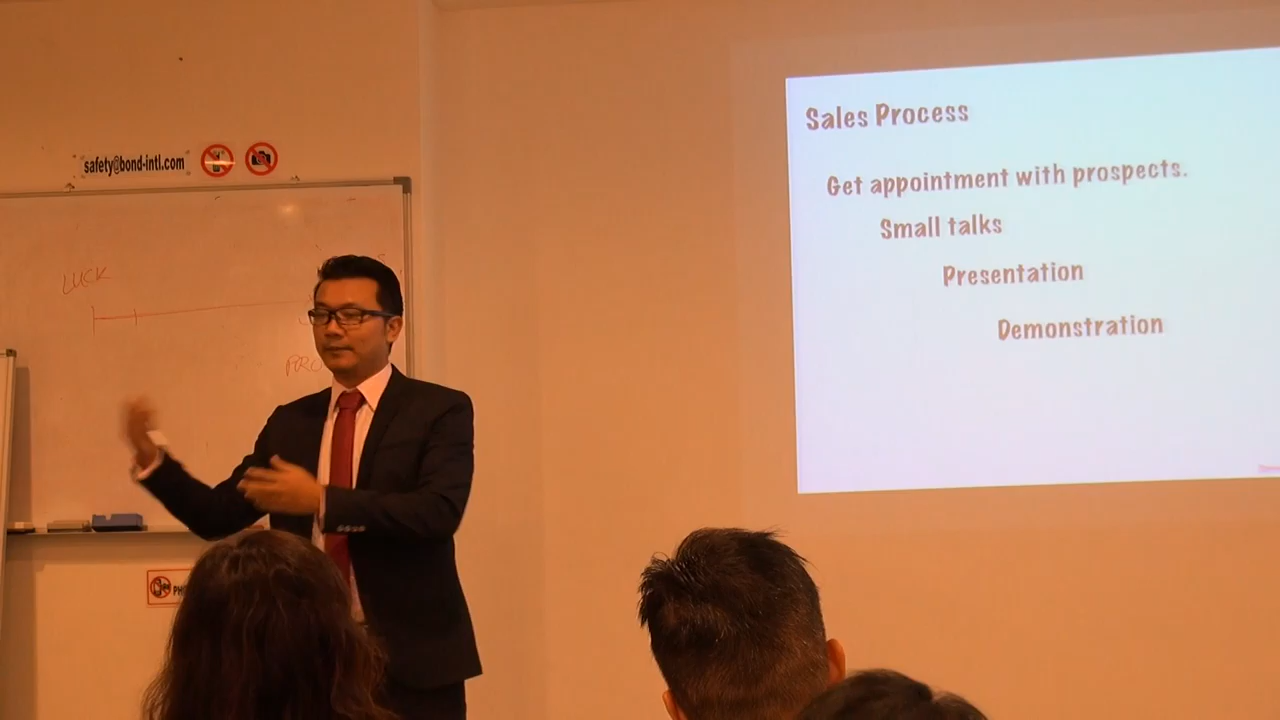 safety@bond-intl.com
LUCK
Sales Process
Get appointment with prospects.
Small talks
Presentation
Demonstration